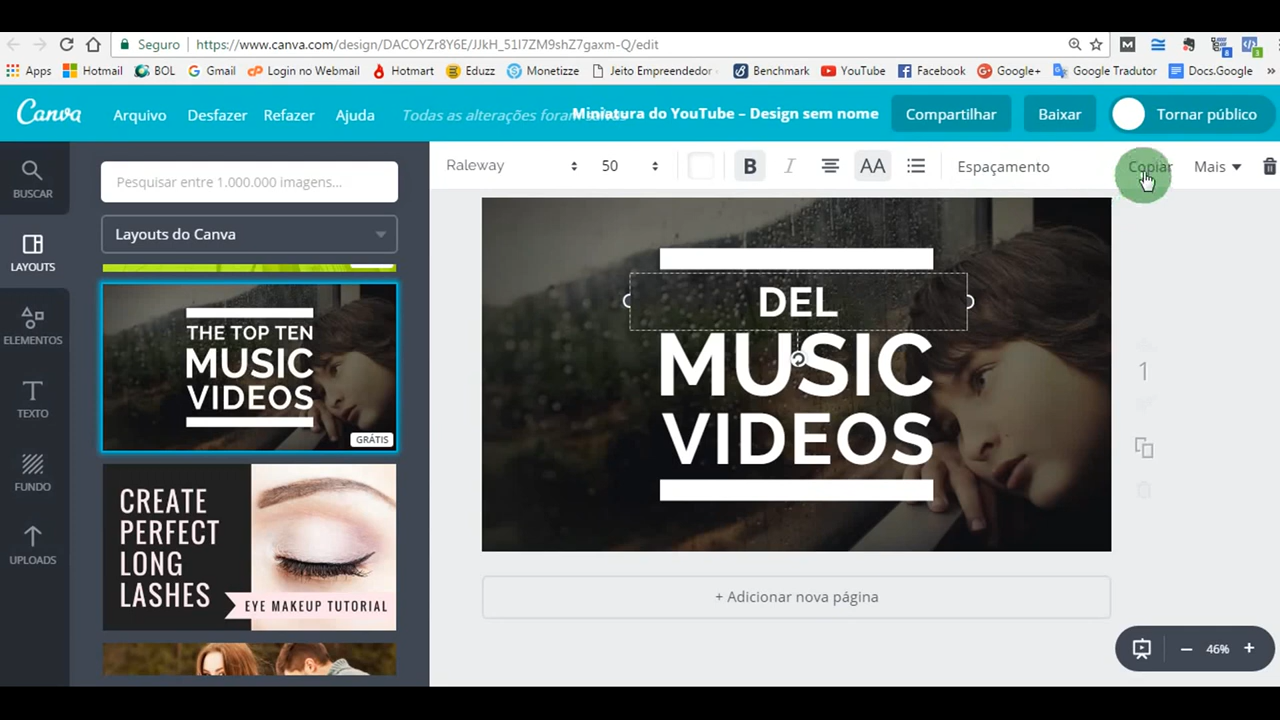 Seguro https://www.canva.com/design/DACOYZr8Y6E/JJkH_51I7ZM9shZ7gaxm-Q/edit
Apps Hotmail BOL Gmail Login no Webmail Hotmart Eduzz Monetizze Jeito Empreendedor Benchmark YouTube Facebook Google+ Google Tradutor Docs.Google »
Canva Arquivo Desfazer Refazer Ajuda Todas as alterações foram Miniatura do YouTube – Design sem nome Compartilhar Baixar Tornar público
Raleway 50 B I AA Espaçamento Copiar Mais
BUSCAR
Pesquisar entre 1.000.000 imagens...
LAYOUTS
Layouts do Canva
ELEMENTOS
TEXTO
FUNDO
UPLOADS
THE TOP TEN
MUSIC
VIDEOS
GRÁTIS
CREATE
PERFECT
LONG
LASHES
EYE MAKEUP TUTORIAL
DEL
MUSIC
VIDEOS
1
+ Adicionar nova página
46%